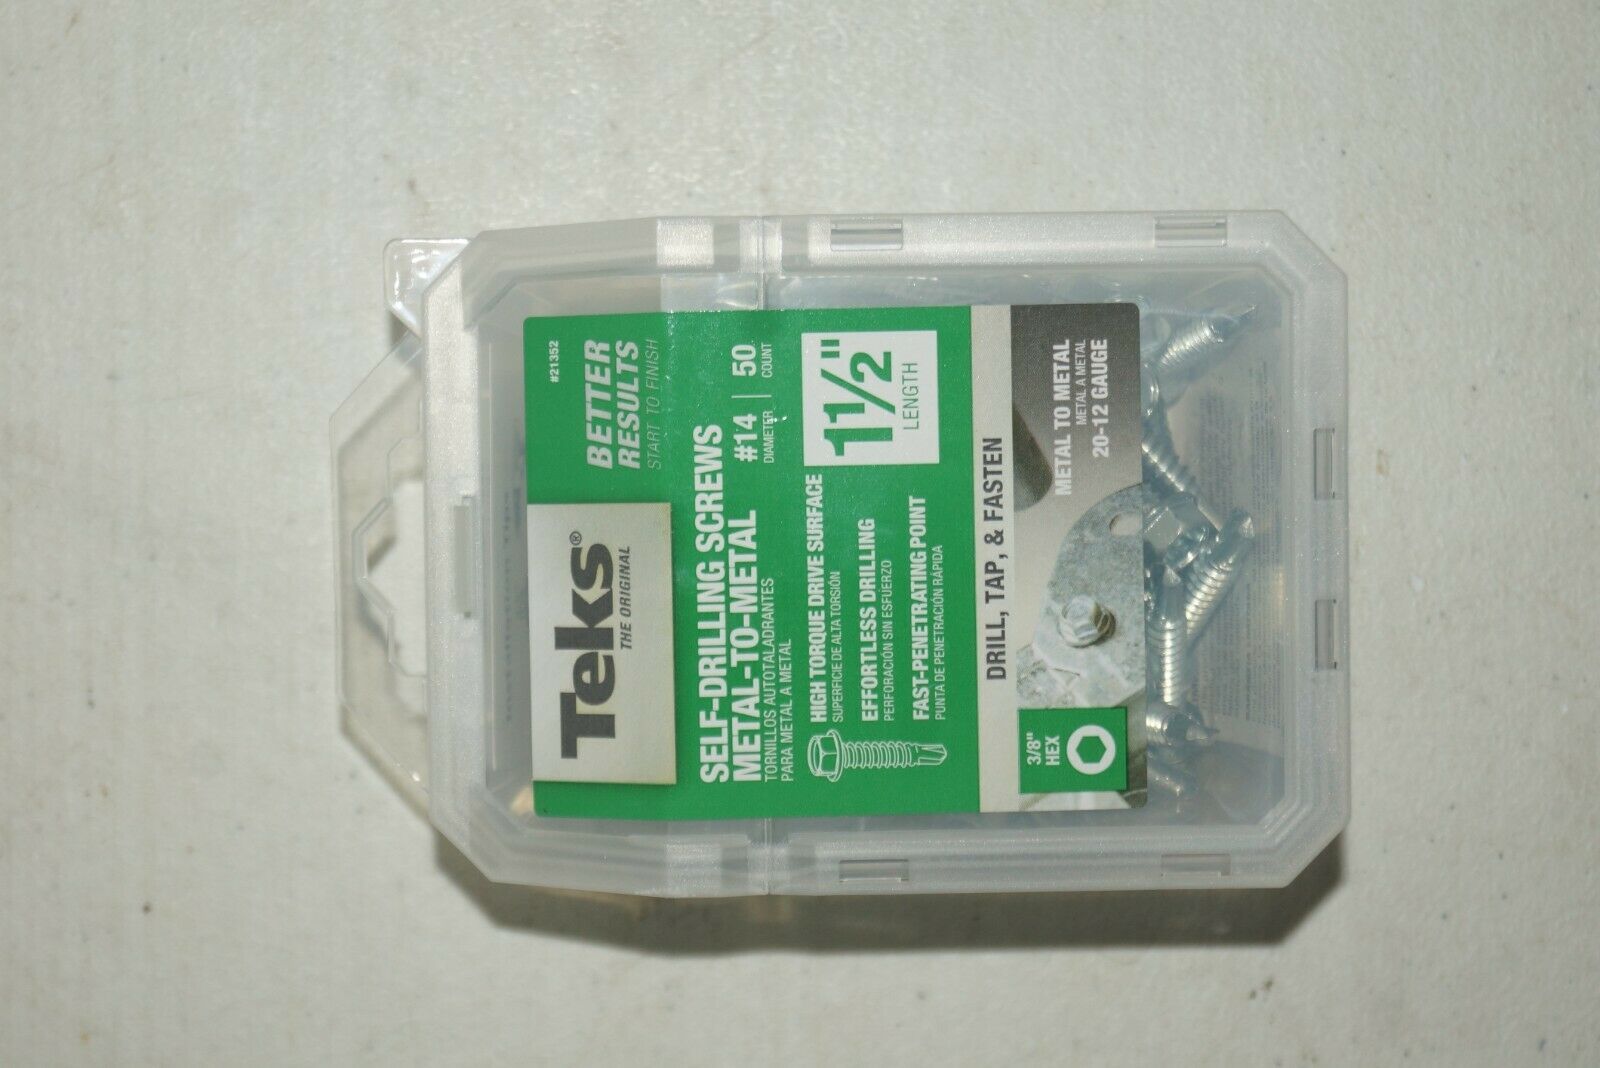 #21352
BETTER
RESULTS
START TO FINISH
Teks®
THE ORIGINAL
SELF-DRILLING SCREWS
METAL-TO-METAL
TORNILLOS AUTOTALADRANTES
PARA METAL A METAL
#14
DIAMETER
50
COUNT
HIGH TORQUE DRIVE SURFACE
SUPERFICIE DE ALTA TORSIÓN
EFFORTLESS DRILLING
PERFORACIÓN SIN ESFUERZO
FAST-PENETRATING POINT
PUNTA DE PENETRACIÓN RÁPIDA
1 1/2"
LENGTH
DRILL, TAP, & FASTEN
METAL TO METAL
METAL A METAL
20-12 GAUGE
3/8"
HEX